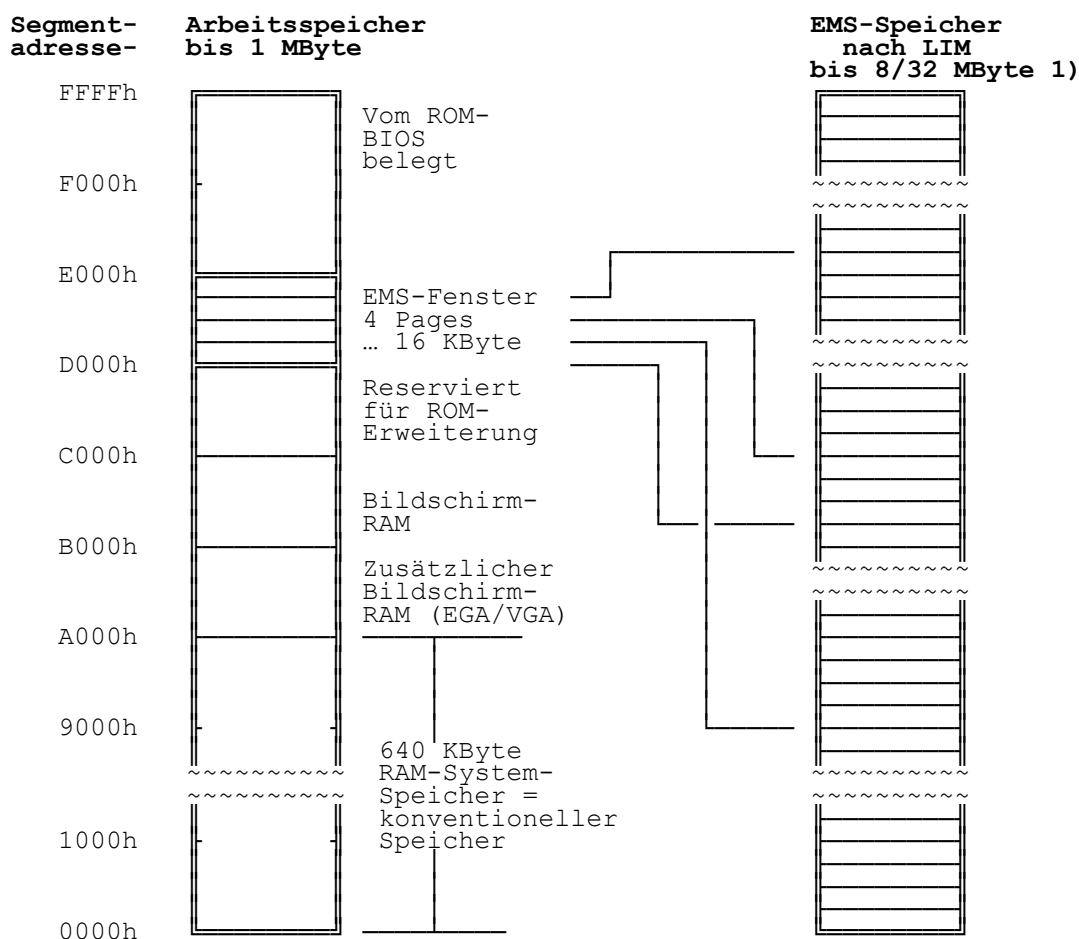 Segment- Arbeitsspeicher EMS-Speicher
adresse- bis 1 MByte nach LIM
bis 8/32 MByte 1)
FFFFh
Vom ROM-
BIOS
belegt
F000h
~~~~~~~~~~
~~~~~~~~~~
E000h
EMS-Fenster
4 Pages
… 16 KByte
~~~~~~~~~~
D000h ~~~~~~~~~~
Reserviert
für ROM-
Erweiterung
C000h
Bildschirm-
RAM
B000h
Zusätzlicher
~~~~~~~~~~
Bildschirm-
~~~~~~~~~~
RAM (EGA/VGA)
A000h
9000h
640 KByte
~~~~~~~~~~ RAM-System- ~~~~~~~~~~
~~~~~~~~~~ Speicher = ~~~~~~~~~~
konventioneller
1000h Speicher
0000h